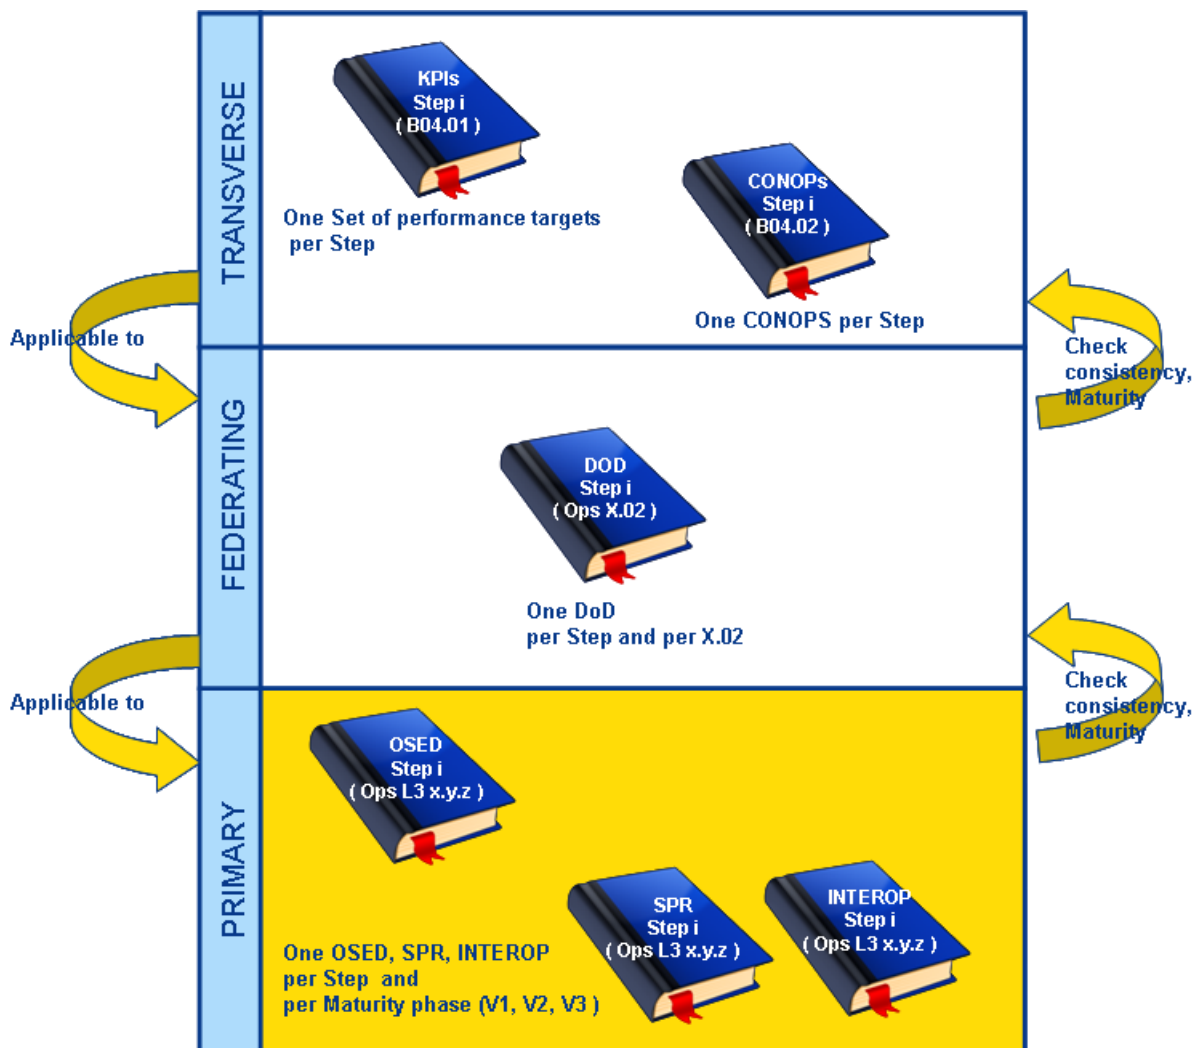 TRANSVERSE
KPIs
Step i
( B04.01 )
One Set of performance targets
per Step
CONOPs
Step i
( B04.02 )
One CONOPS per Step
Applicable to
Check
consistency,
Maturity
FEDERATING
DOD
Step i
( Ops X.02 )
One DoD
per Step and per X.02
Applicable to
Check
consistency,
Maturity
PRIMARY
OSED
Step i
( Ops L3 x.y.z )
SPR
Step i
( Ops L3 x.y.z )
INTEROP
Step i
( Ops L3 x.y.z )
One OSED, SPR, INTEROP
per Step and
per Maturity phase (V1, V2, V3 )